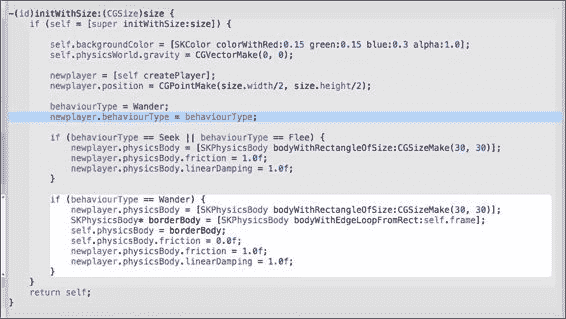 -(id)initWithSize:(CGSize)size {
if (self = [super initWithSize:size]) {
self.backgroundColor = [SKColor colorWithRed:0.15 green:0.15 blue:0.3 alpha:1.0];
self.physicsWorld.gravity = CGVectorMake(0, 0);
newplayer = [self createPlayer];
newplayer.position = CGPointMake(size.width/2, size.height/2);
behaviourType = Wander;
newplayer.behaviourType = behaviourType;
if (behaviourType == Seek || behaviourType == Flee) {
newplayer.physicsBody = [SKPhysicsBody bodyWithRectangleOfSize:CGSizeMake(30, 30)];
newplayer.physicsBody.friction = 1.0f;
newplayer.physicsBody.linearDamping = 1.0f;
}
if (behaviourType == Wander) {
newplayer.physicsBody = [SKPhysicsBody bodyWithRectangleOfSize:CGSizeMake(30, 30)];
SKPhysicsBody* borderBody = [SKPhysicsBody bodyWithEdgeLoopFromRect:self.frame];
self.physicsBody = borderBody;
self.physicsBody.friction = 0.0f;
newplayer.physicsBody.friction = 1.0f;
newplayer.physicsBody.linearDamping = 1.0f;
}
}
return self;
}